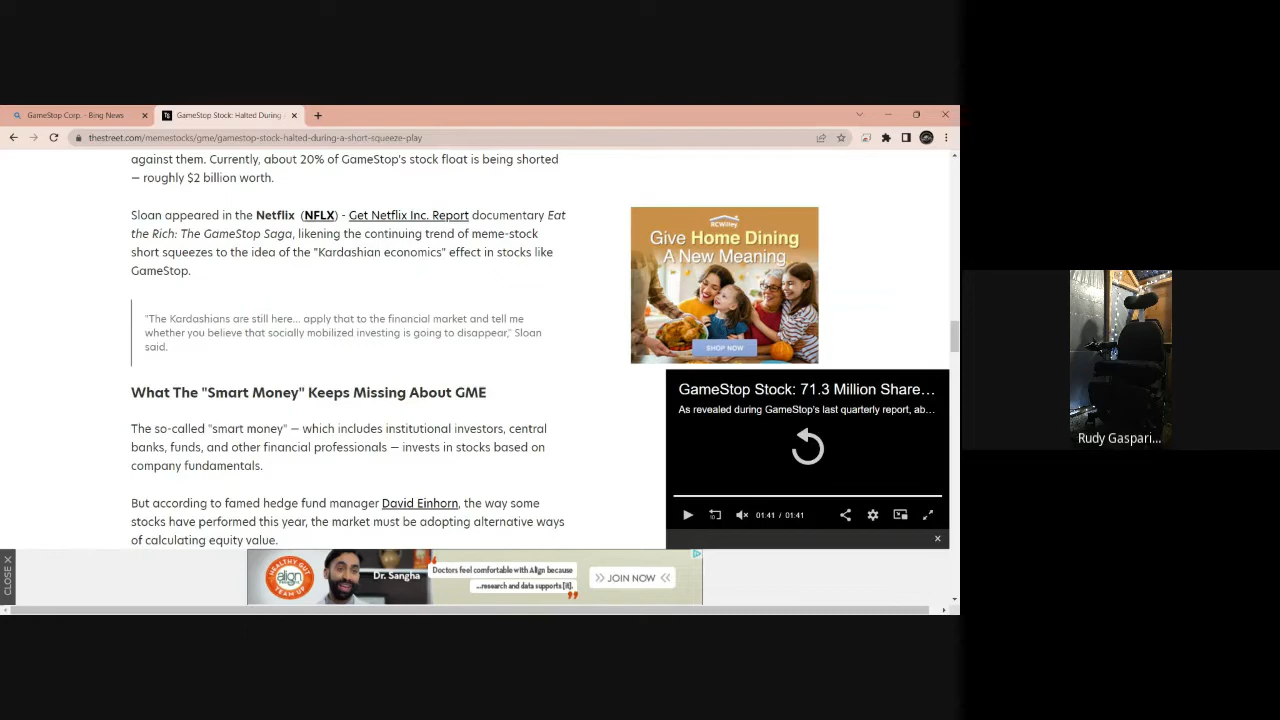 GameStop Corp. - Bing News
GameStop Stock: Halted During
thestreet.com/memestocks/gme/gamestop-stock-halted-during-a-short-squeeze-play
against them. Currently, about 20% of GameStop's stock float is being shorted
— roughly $2 billion worth.
Sloan appeared in the Netflix (NFLX) - Get Netflix Inc. Report documentary Eat
the Rich: The GameStop Saga, likening the continuing trend of meme-stock
short squeezes to the idea of the "Kardashian economics" effect in stocks like
GameStop.
"The Kardashians are still here... apply that to the financial market and tell me
whether you believe that socially mobilized investing is going to disappear," Sloan
said.
What The "Smart Money" Keeps Missing About GME
The so-called "smart money" — which includes institutional investors, central
banks, funds, and other financial professionals — invests in stocks based on
company fundamentals.
But according to famed hedge fund manager David Einhorn, the way some
stocks have performed this year, the market must be adopting alternative ways
of calculating equity value.
RCWilley
Give Home Dining
A New Meaning
SHOP NOW
GameStop Stock: 71.3 Million Share...
As revealed during GameStop's last quarterly report, ab...
10
01:41 / 01:41
CLOSE X
HEALTHY GUT
align
TEAM UP
Dr. Sangha
Doctors feel comfortable with Align because
...research and data supports [it].
JOIN NOW
Rudy Gaspari...